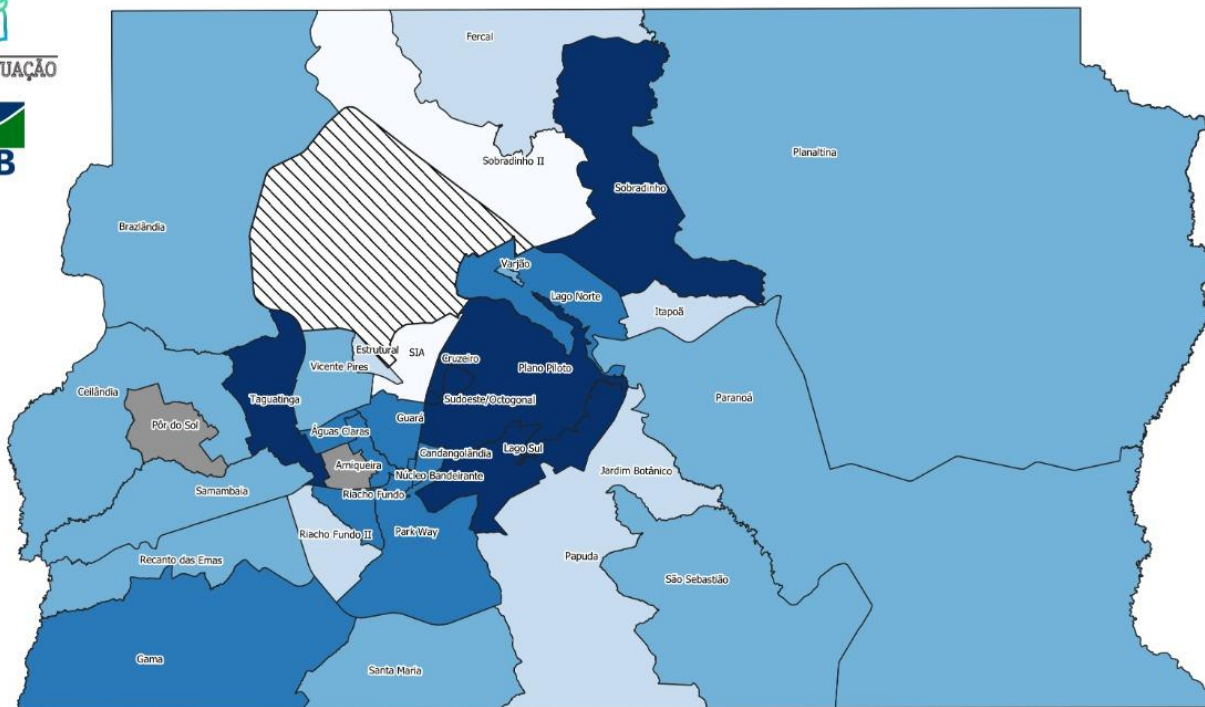 UAÇÃO
B
Fercal
Sobradinho II
Sobradinho
Planaltina
Brazlândia
Varjão
Lago Norte
Itapoã
Estrutural
SIA
Vicente Pires
Cruzeiro
Plano Piloto
Ceilândia
Taguatinga
Sudoeste/Octogonal
Paranoá
Pôr do Sol
Águas Claras
Guará
Lago Sul
Candangolândia
Arniqueira
Núcleo Bandeirante
Jardim Botânico
Samambaia
Riacho Fundo
Riacho Fundo II
Park Way
Recanto das Emas
Papuda
São Sebastião
Gama
Santa Maria